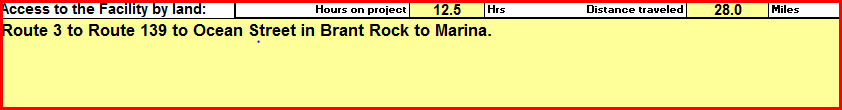 Access to the Facility by land: Hours on project 12.5 Hrs Distance traveled 28.0 Miles
Route 3 to Route 139 to Ocean Street in Brant Rock to Marina.